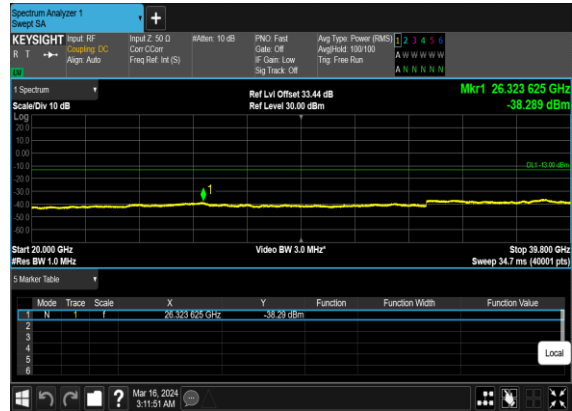 Spectrum Analyzer 1
Swept SA
+
KEYSIGHT
R T
Input: RF
Coupling: DC
Align: Auto
Input Z: 50 Ω
Corr CCorr
Freq Ref: Int (S)
#Atten: 10 dB
PNO: Fast
Gate: Off
IF Gain: Low
Sig Track: Off
Avg Type: Power (RMS)
Avg|Hold: 100/100
Trig: Free Run
1 2 3 4 5 6
A W W W W W
A N N N N N
1 Spectrum
Scale/Div 10 dB
Log
Ref Lvl Offset 33.44 dB
Ref Level 30.00 dBm
Mkr1 26.323 625 GHz
-38.289 dBm
20.0
10.0
0.00
-10.0
DL1 -13.00 dBm
-20.0
-30.0
1
-40.0
-50.0
-60.0
Start 20.000 GHz
#Res BW 1.0 MHz
Video BW 3.0 MHz*
Stop 39.800 GHz
Sweep 34.7 ms (40001 pts)
5 Marker Table
Mode Trace Scale X Y Function Function Width Function Value
1 N 1 f 26.323 625 GHz -38.29 dBm
2
3
4
5
6
Local
?
Mar 16, 2024
3:11:51 AM